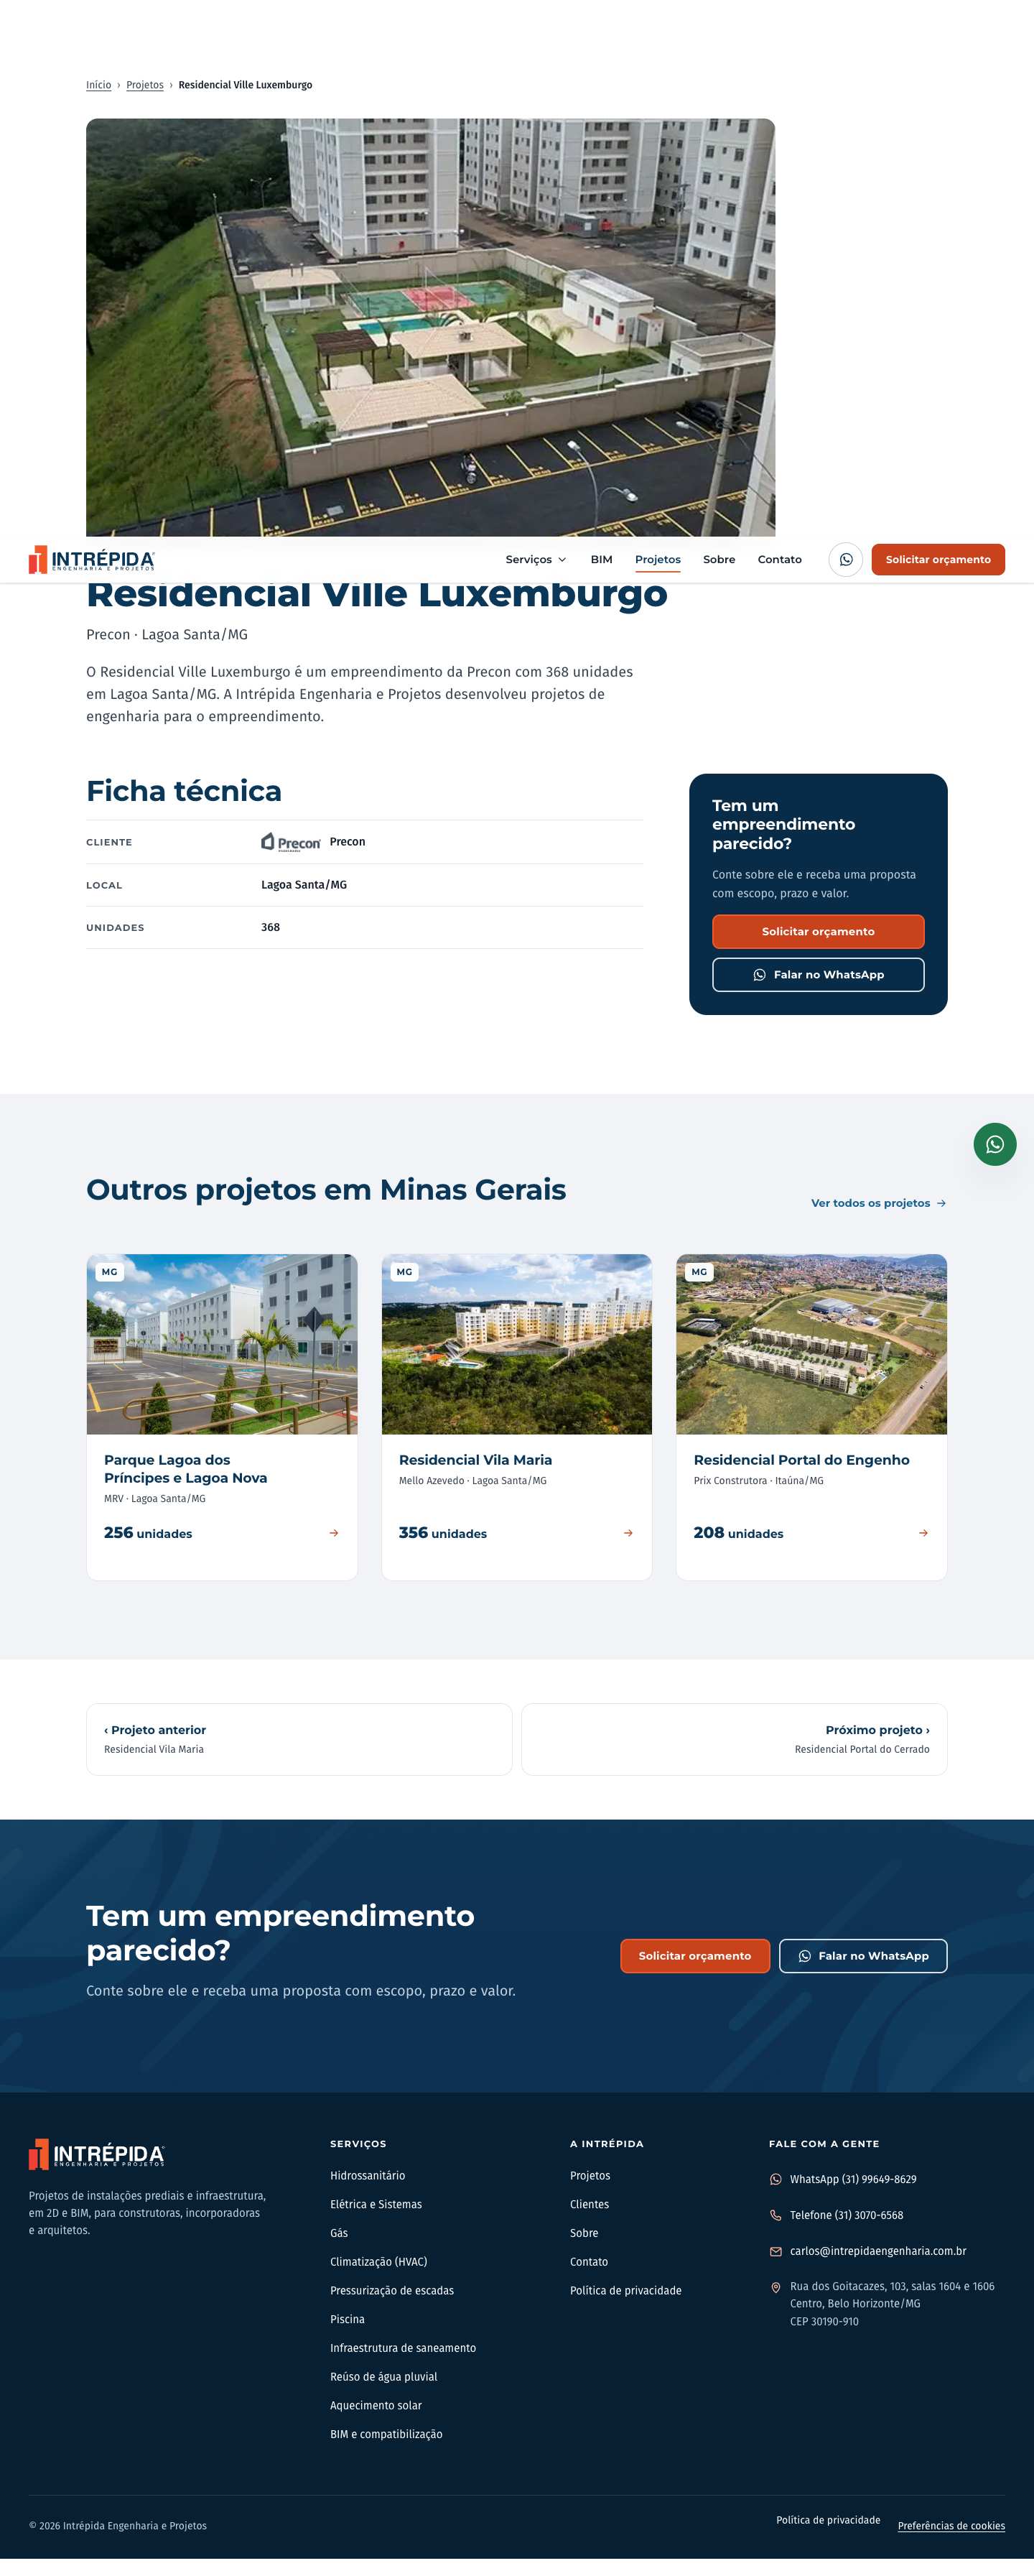 Início › Projetos › Residencial Ville Luxemburgo
INTRÉPIDA
ENGENHARIA E PROJETOS
Serviços
BIM
Projetos
Sobre
Contato
Solicitar orçamento
Residencial Ville Luxemburgo
Precon · Lagoa Santa/MG
O Residencial Ville Luxemburgo é um empreendimento da Precon com 368 unidades
em Lagoa Santa/MG. A Intrépida Engenharia e Projetos desenvolveu projetos de
engenharia para o empreendimento.
Ficha técnica
CLIENTE
Precon
Precon
LOCAL
Lagoa Santa/MG
UNIDADES
368
Tem um
empreendimento
parecido?
Conte sobre ele e receba uma proposta
com escopo, prazo e valor.
Solicitar orçamento
Falar no WhatsApp
Outros projetos em Minas Gerais
Ver todos os projetos →
MG
Parque Lagoa dos
Príncipes e Lagoa Nova
MRV · Lagoa Santa/MG
256 unidades →
MG
Residencial Vila Maria
Mello Azevedo · Lagoa Santa/MG
356 unidades →
MG
Residencial Portal do Engenho
Prix Construtora · Itaúna/MG
208 unidades →
‹ Projeto anterior
Residencial Vila Maria
Próximo projeto ›
Residencial Portal do Cerrado
Tem um empreendimento
parecido?
Conte sobre ele e receba uma proposta com escopo, prazo e valor.
Solicitar orçamento
Falar no WhatsApp
INTRÉPIDA
ENGENHARIA E PROJETOS
Projetos de instalações prediais e infraestrutura,
em 2D e BIM, para construtoras, incorporadoras
e arquitetos.
SERVIÇOS
Hidrossanitário
Elétrica e Sistemas
Gás
Climatização (HVAC)
Pressurização de escadas
Piscina
Infraestrutura de saneamento
Reúso de água pluvial
Aquecimento solar
BIM e compatibilização
A INTRÉPIDA
Projetos
Clientes
Sobre
Contato
Política de privacidade
FALE COM A GENTE
WhatsApp (31) 99649-8629
Telefone (31) 3070-6568
carlos@intrepidaengenharia.com.br
Rua dos Goitacazes, 103, salas 1604 e 1606
Centro, Belo Horizonte/MG
CEP 30190-910
© 2026 Intrépida Engenharia e Projetos
Política de privacidade
Preferências de cookies